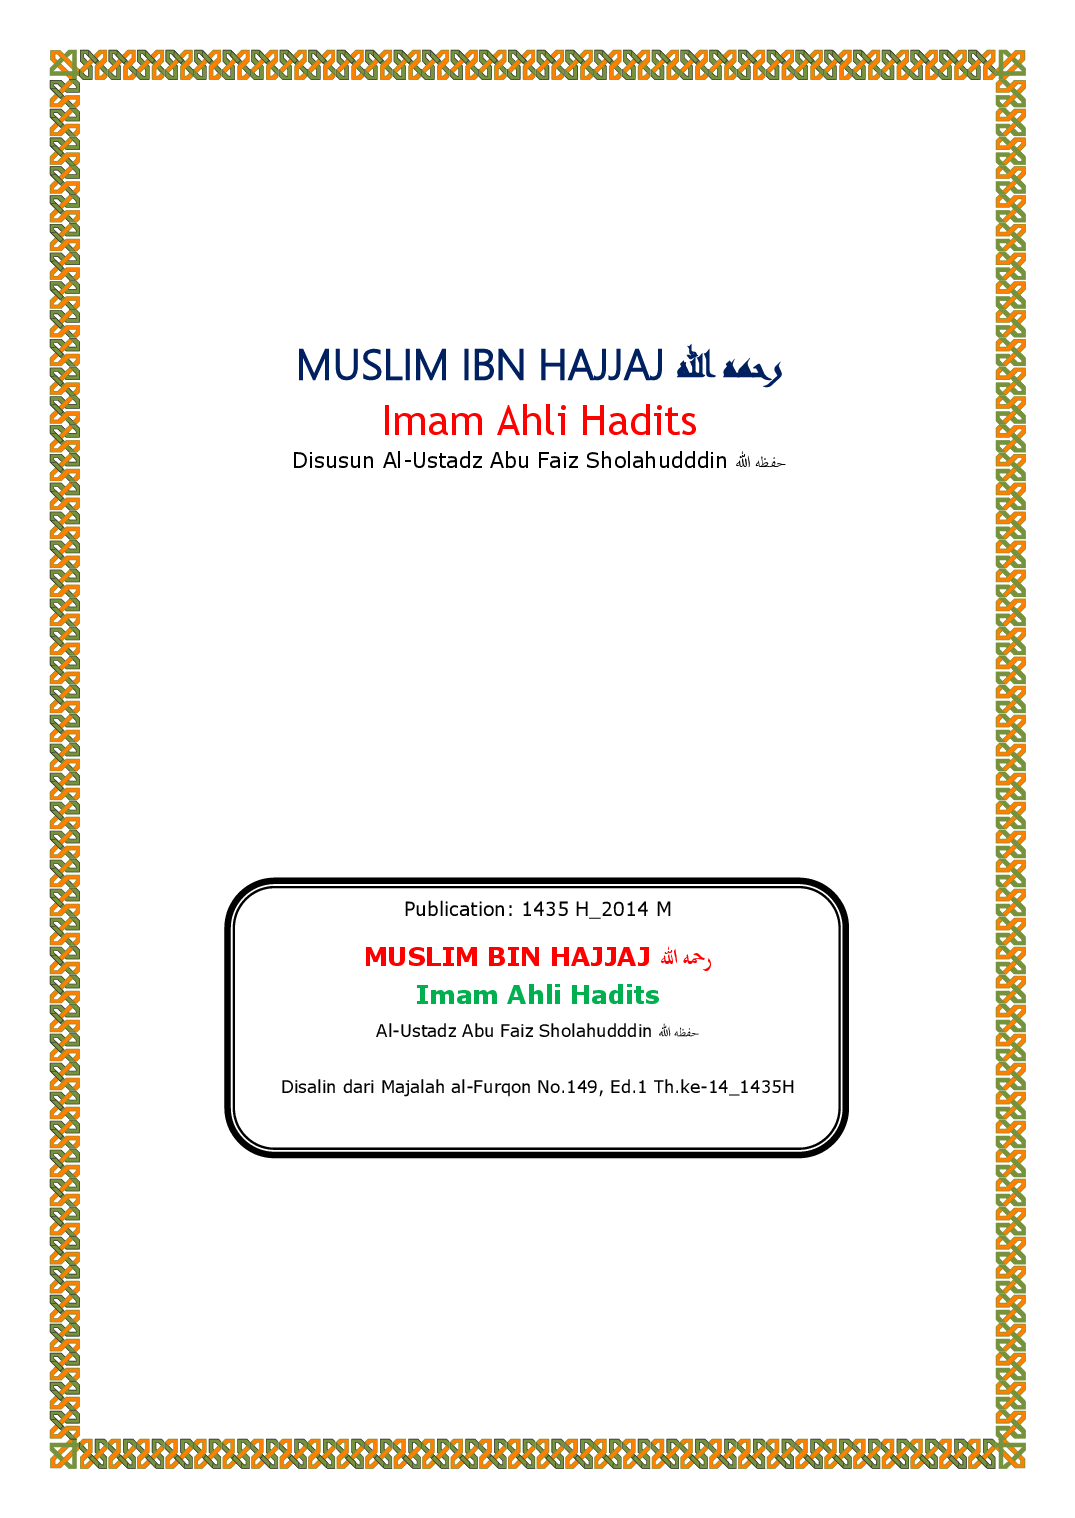 MUSLIM IBN HAJJAJ رحمه الله
Imam Ahli Hadits
Disusun Al-Ustadz Abu Faiz Sholahudddin حفظه الله
Publication: 1435 H_2014 M
MUSLIM BIN HAJJAJ رحمه الله
Imam Ahli Hadits
Al-Ustadz Abu Faiz Sholahudddin حفظه الله
Disalin dari Majalah al-Furqon No.149, Ed.1 Th.ke-14_1435H